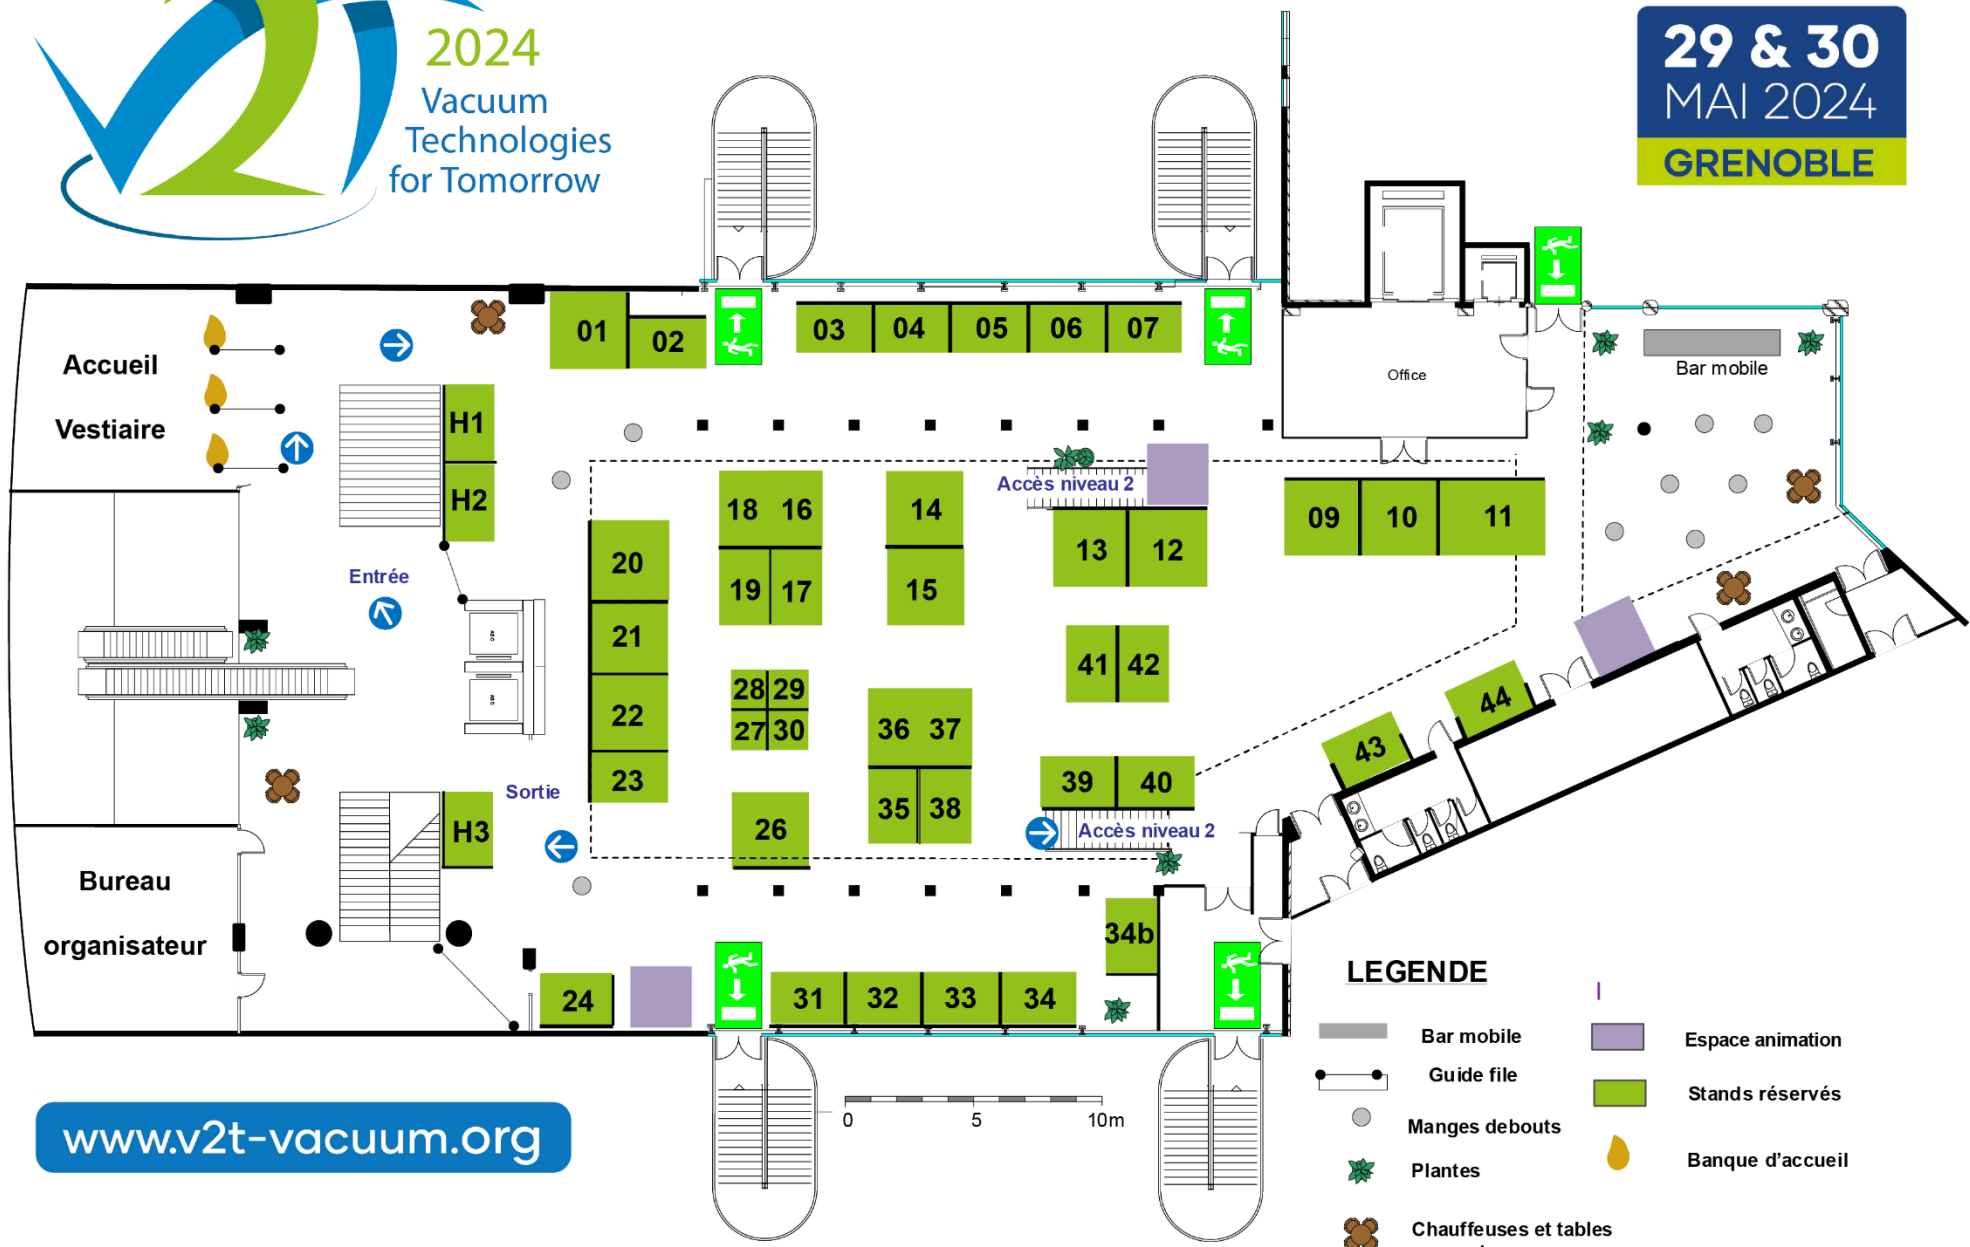 2024
Vacuum
Technologies
for Tomorrow
29 & 30
MAI 2024
GRENOBLE
01
02
03
04
05
06
07
Accueil
Vestiaire
Office
Bar mobile
H1
H2
Accès niveau 2
18
16
14
09
10
11
13
12
20
19
17
15
Entrée
21
41
42
28
29
27
30
22
36
37
44
43
23
39
40
Sortie
35
38
26
H3
Accès niveau 2
Bureau
organisateur
34b
24
31
32
33
34
LEGENDE
Bar mobile
Espace animation
Guide file
Stands réservés
Manges debouts
Banque d'accueil
Plantes
Chauffeuses et tables
0
5
10m
www.v2t-vacuum.org